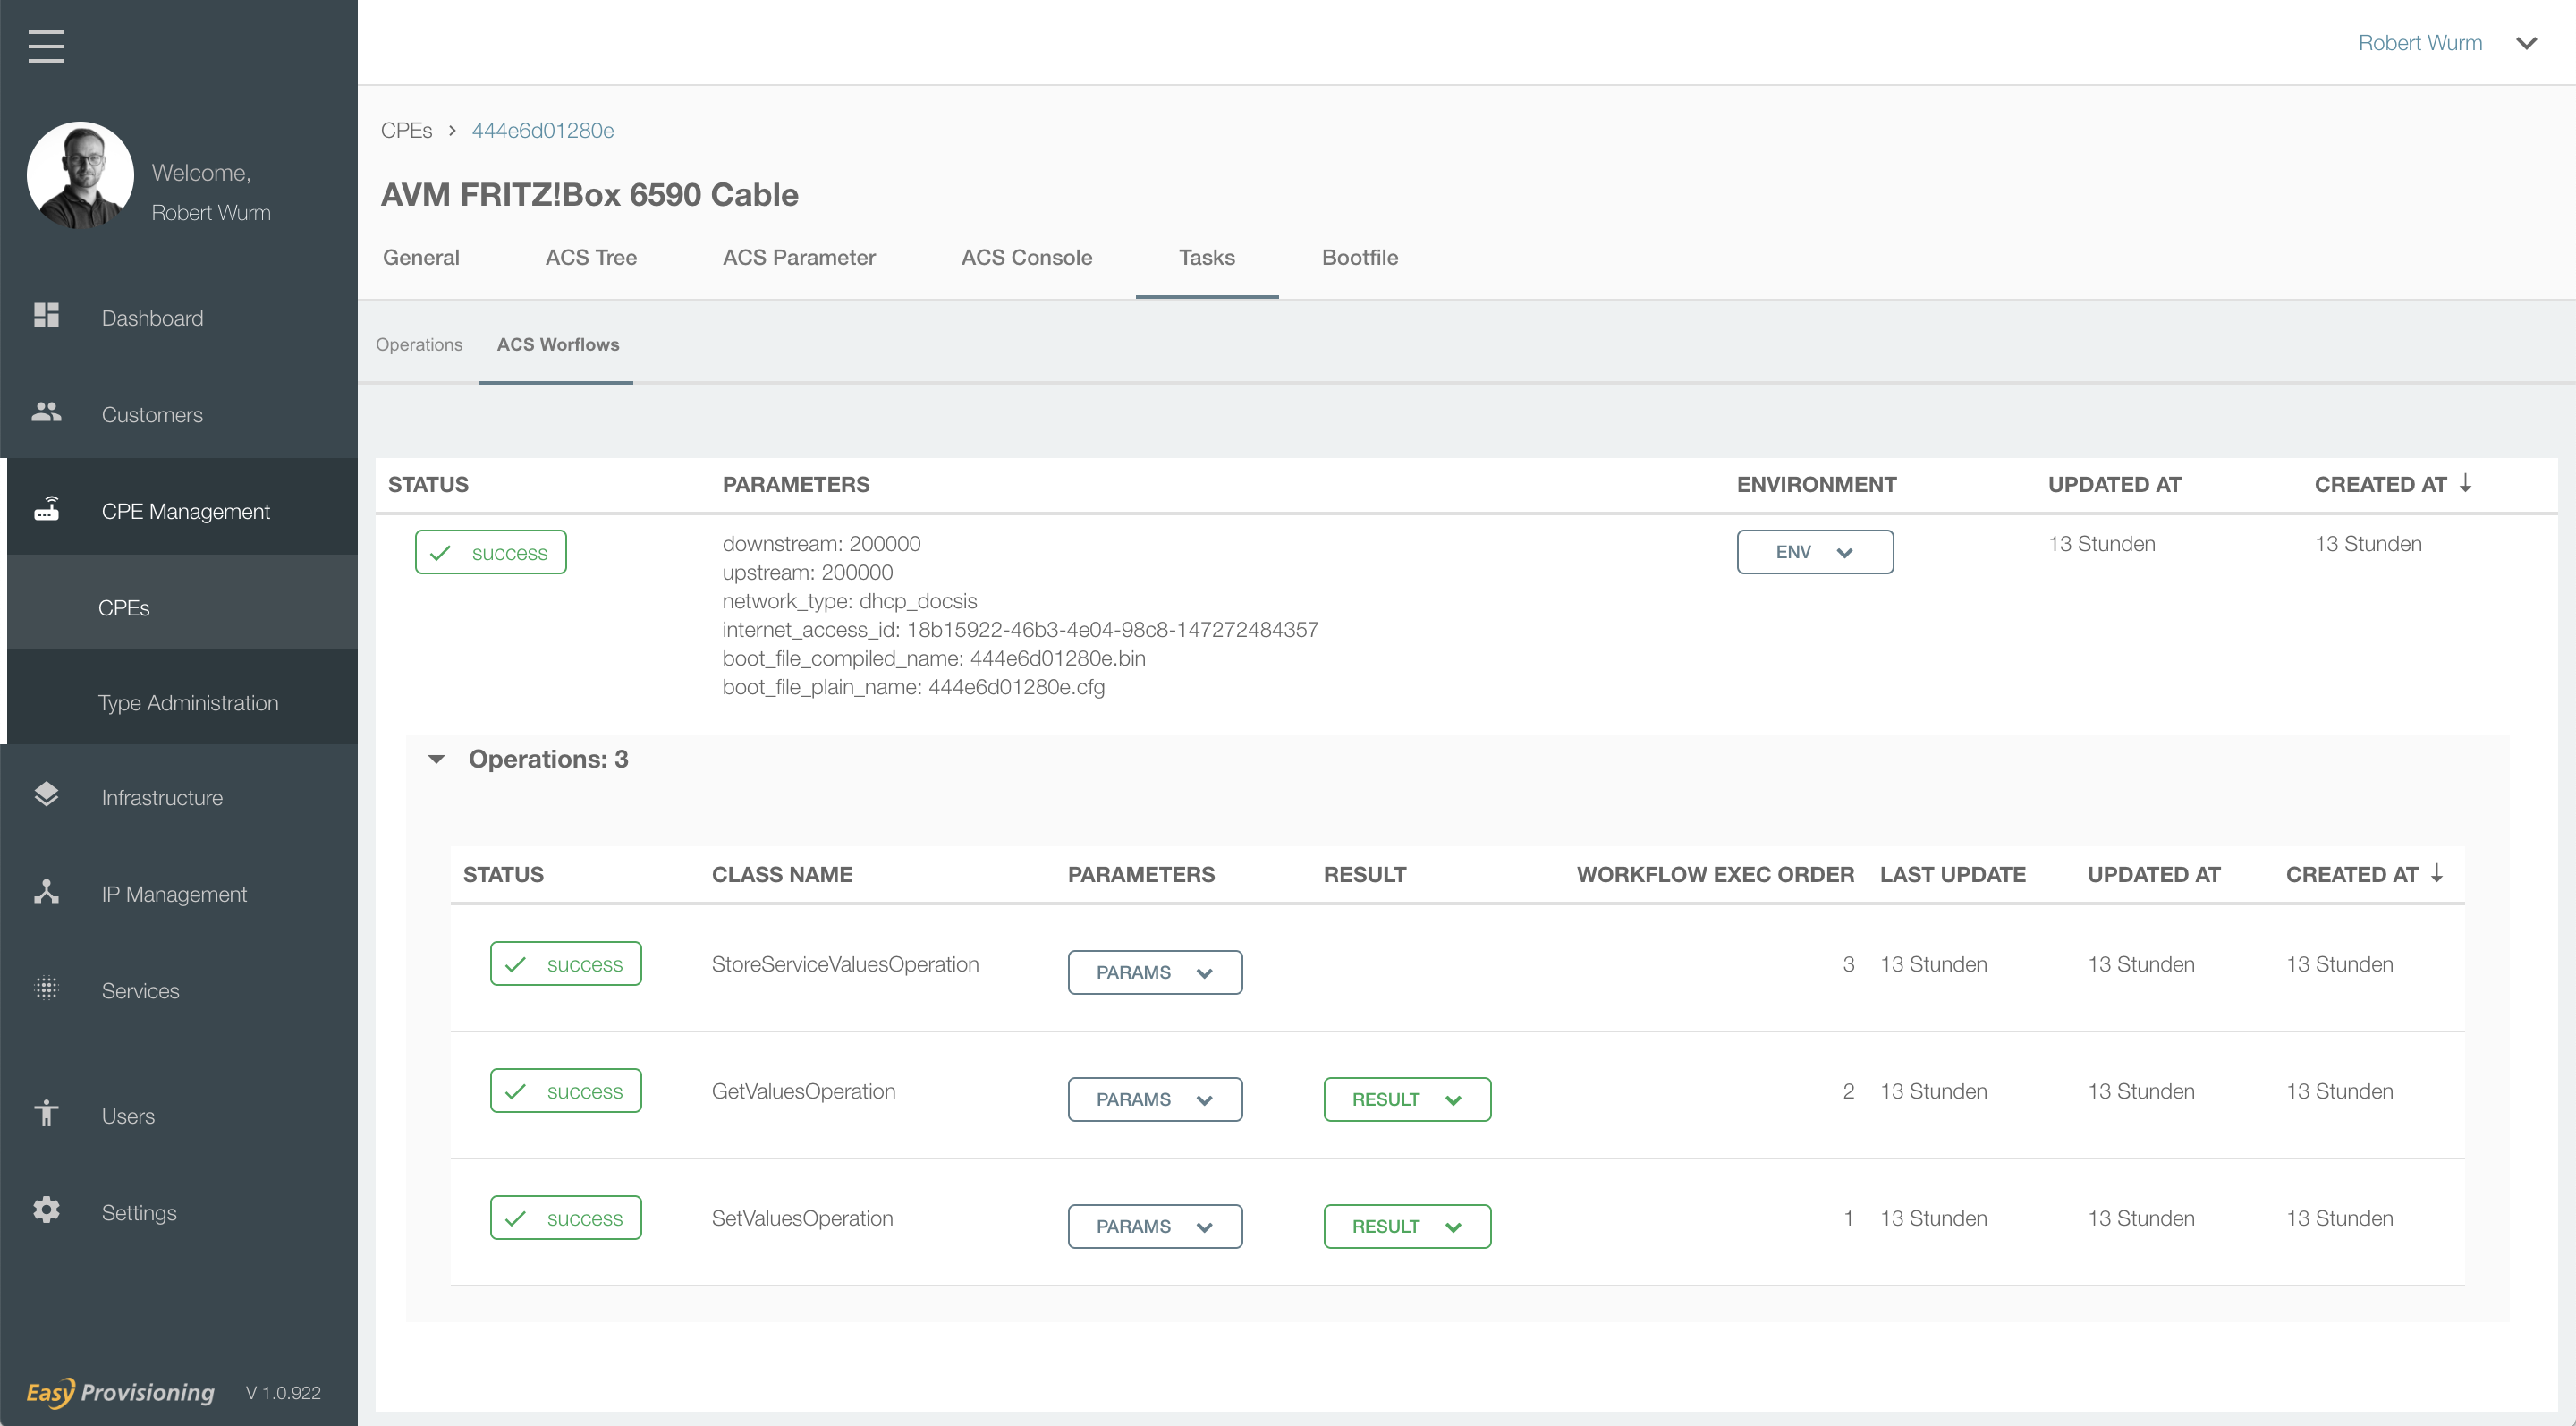 Robert Wurm
Welcome,
Robert Wurm
Dashboard
Customers
CPE Management
CPEs
Type Administration
Infrastructure
IP Management
Services
Users
Settings
Easy Provisioning V 1.0.922
CPEs > 444e6d01280e
AVM FRITZ!Box 6590 Cable
General ACS Tree ACS Parameter ACS Console Tasks Bootfile
Operations ACS Worflows
STATUS PARAMETERS ENVIRONMENT UPDATED AT CREATED AT ↓
success downstream: 200000 ENV 13 Stunden 13 Stunden
upstream: 200000
network_type: dhcp_docsis
internet_access_id: 18b15922-46b3-4e04-98c8-147272484357
boot_file_compiled_name: 444e6d01280e.bin
boot_file_plain_name: 444e6d01280e.cfg
Operations: 3
STATUS CLASS NAME PARAMETERS RESULT WORKFLOW EXEC ORDER LAST UPDATE UPDATED AT CREATED AT ↓
success StoreServiceValuesOperation PARAMS 3 13 Stunden 13 Stunden 13 Stunden
success GetValuesOperation PARAMS RESULT 2 13 Stunden 13 Stunden 13 Stunden
success SetValuesOperation PARAMS RESULT 1 13 Stunden 13 Stunden 13 Stunden